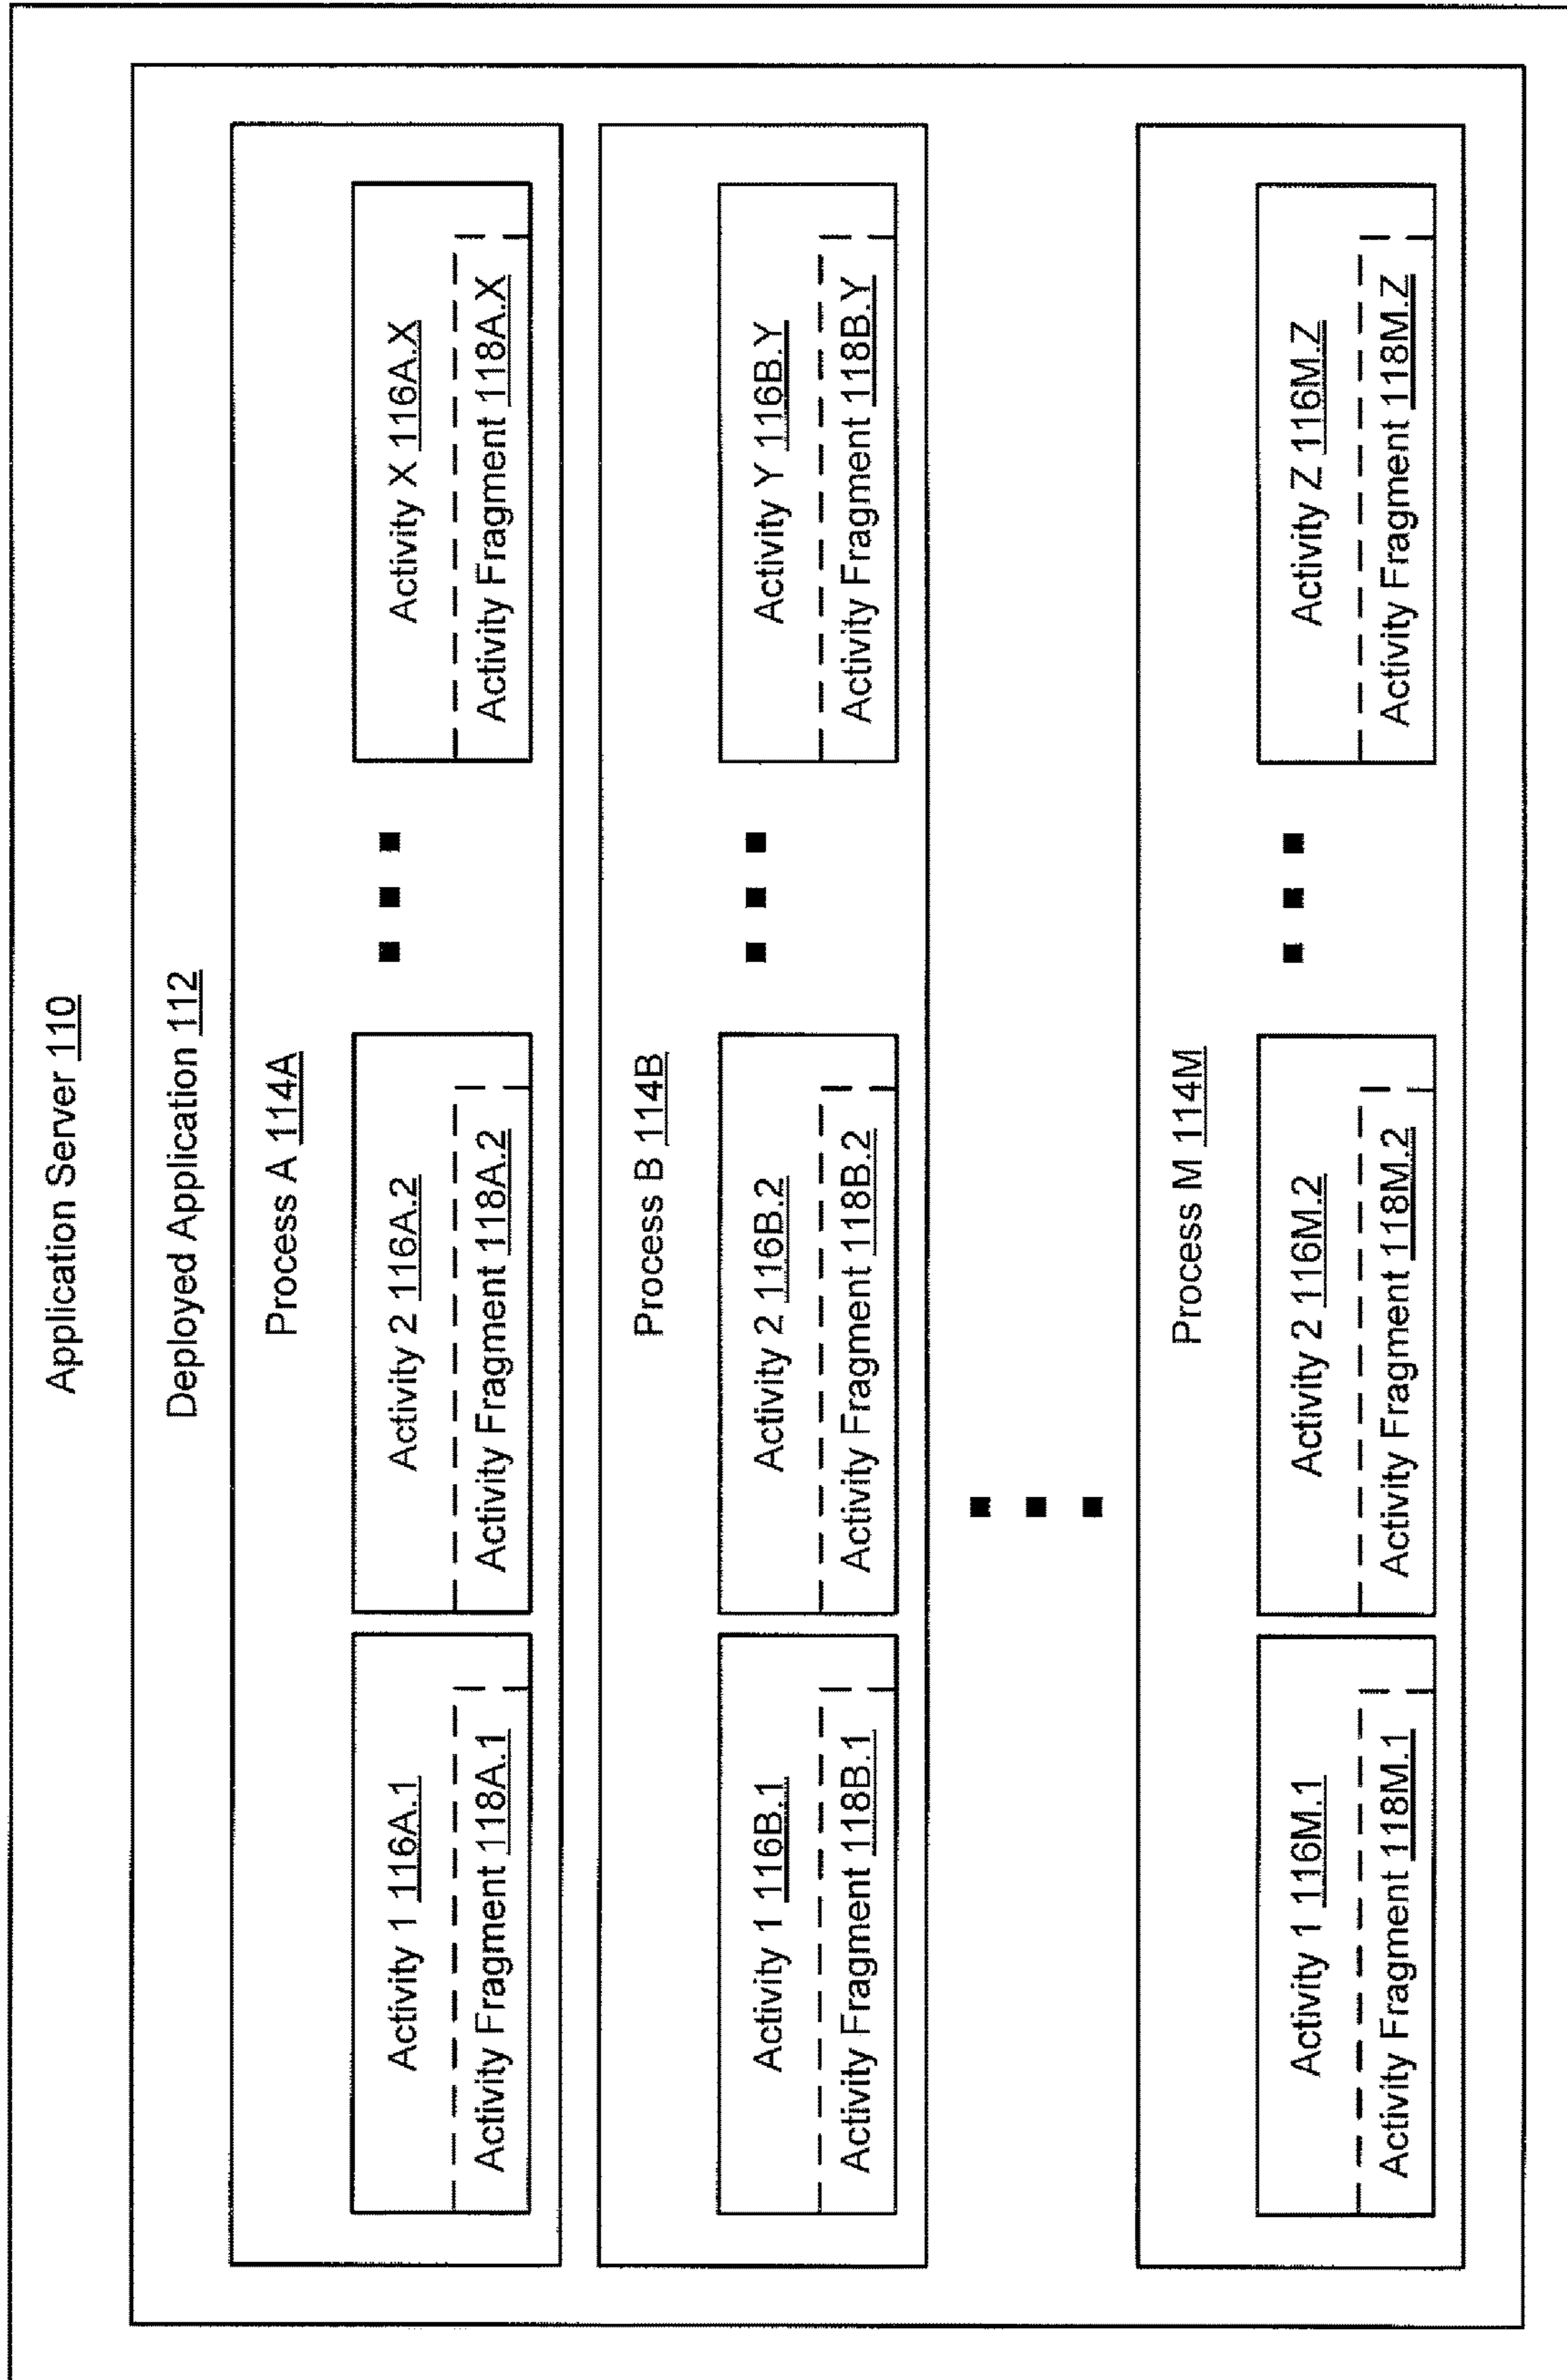 Application Server 110
Deployed Application 112
Process A 114A
Activity 1 116A.1
Activity Fragment 118A.1
Activity 2 116A.2
Activity Fragment 118A.2
Activity X 116A.X
Activity Fragment 118A.X
Process B 114B
Activity 1 116B.1
Activity Fragment 118B.1
Activity 2 116B.2
Activity Fragment 118B.2
Activity Y 116B.Y
Activity Fragment 118B.Y
Process M 114M
Activity 1 116M.1
Activity Fragment 118M.1
Activity 2 116M.2
Activity Fragment 118M.2
Activity Z 116M.Z
Activity Fragment 118M.Z